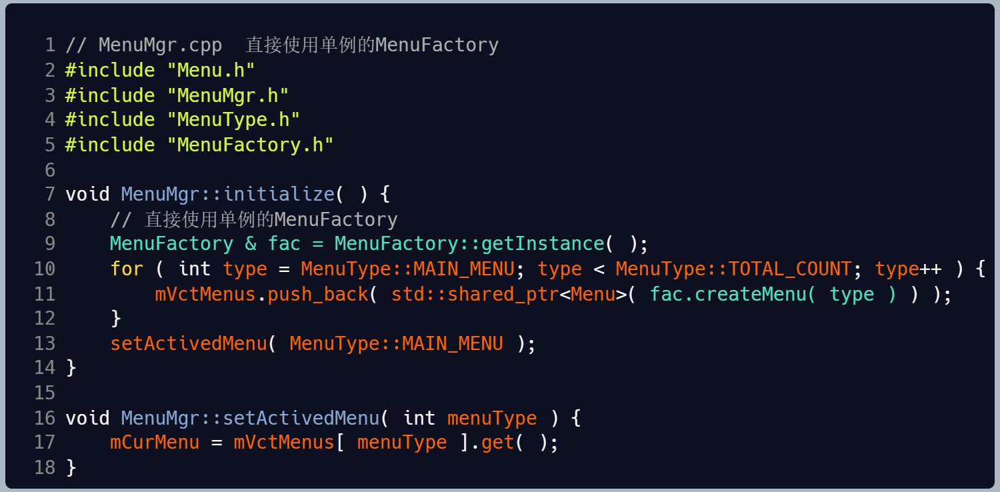 1 // MenuMgr.cpp  直接使用单例的MenuFactory
2 #include "Menu.h"
3 #include "MenuMgr.h"
4 #include "MenuType.h"
5 #include "MenuFactory.h"
6
7 void MenuMgr::initialize( ) {
8     // 直接使用单例的MenuFactory
9     MenuFactory & fac = MenuFactory::getInstance( );
10     for ( int type = MenuType::MAIN_MENU; type < MenuType::TOTAL_COUNT; type++ ) {
11         mVctMenus.push_back( std::shared_ptr<Menu>( fac.createMenu( type ) ) );
12     }
13     setActivedMenu( MenuType::MAIN_MENU );
14 }
15
16 void MenuMgr::setActivedMenu( int menuType ) {
17     mCurMenu = mVctMenus[ menuType ].get( );
18 }